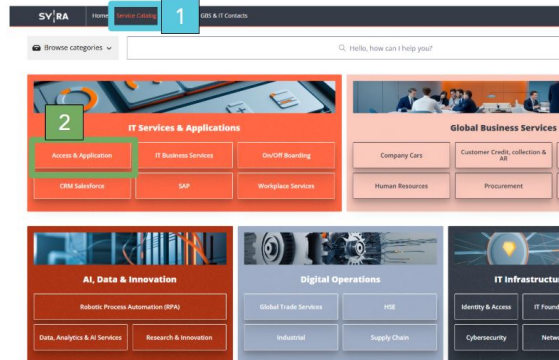 SY¦RA Home Service Catalog 1 GBS & IT Contacts
Browse categories Hello, how can I help you?
2
IT Services & Applications
Access & Application IT Business Services On/Off Boarding
CRM Salesforce SAP Workplace Services
Global Business Services
Company Cars Customer Credit, collection &
AR
Human Resources Procurement
AI, Data & Innovation
Robotic Process Automation (RPA)
Data, Analytics & AI Services Research & Innovation
Digital Operations
Global Trade Services HSE
Industrial Supply Chain
IT Infrastructu
Identity & Access IT Found
Cybersecurity Netw